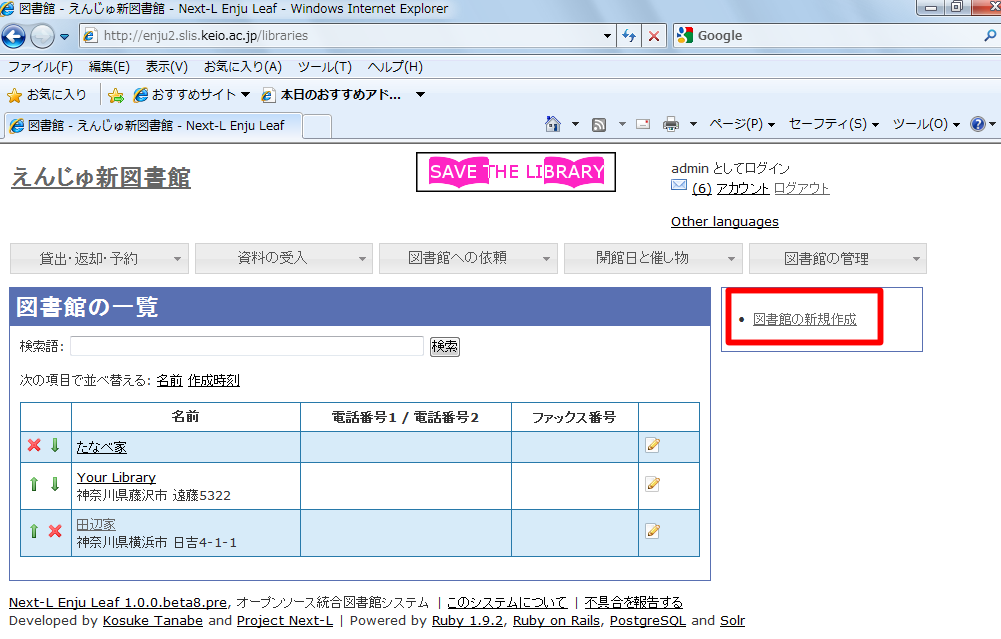 図書館 - えんじゅ新図書館 - Next-L Enju Leaf - Windows Internet Explorer
http://enju2.slis.keio.ac.jp/libraries
Google
ファイル(F) 編集(E) 表示(V) お気に入り(A) ツール(T) ヘルプ(H)
お気に入り おすすめサイト 本日のおすすめアド...
図書館 - えんじゅ新図書館 - Next-L Enju Leaf
ページ(P) セーフティ(S) ツール(O)
えんじゅ新図書館
SAVE THE LIBRARY
admin としてログイン
(6) アカウント ログアウト
Other languages
貸出・返却・予約 資料の受入 図書館への依頼 開館日と催し物 図書館の管理
図書館の一覧
図書館の新規作成
検索語: 検索
次の項目で並べ替える: 名前 作成時刻
名前 電話番号1 / 電話番号2 ファックス番号
たなべ家
Your Library
神奈川県藤沢市 遠藤5322
田辺家
神奈川県横浜市 日吉4-1-1
Next-L Enju Leaf 1.0.0.beta8.pre, オープンソース統合図書館システム | このシステムについて | 不具合を報告する
Developed by Kosuke Tanabe and Project Next-L | Powered by Ruby 1.9.2, Ruby on Rails, PostgreSQL and Solr